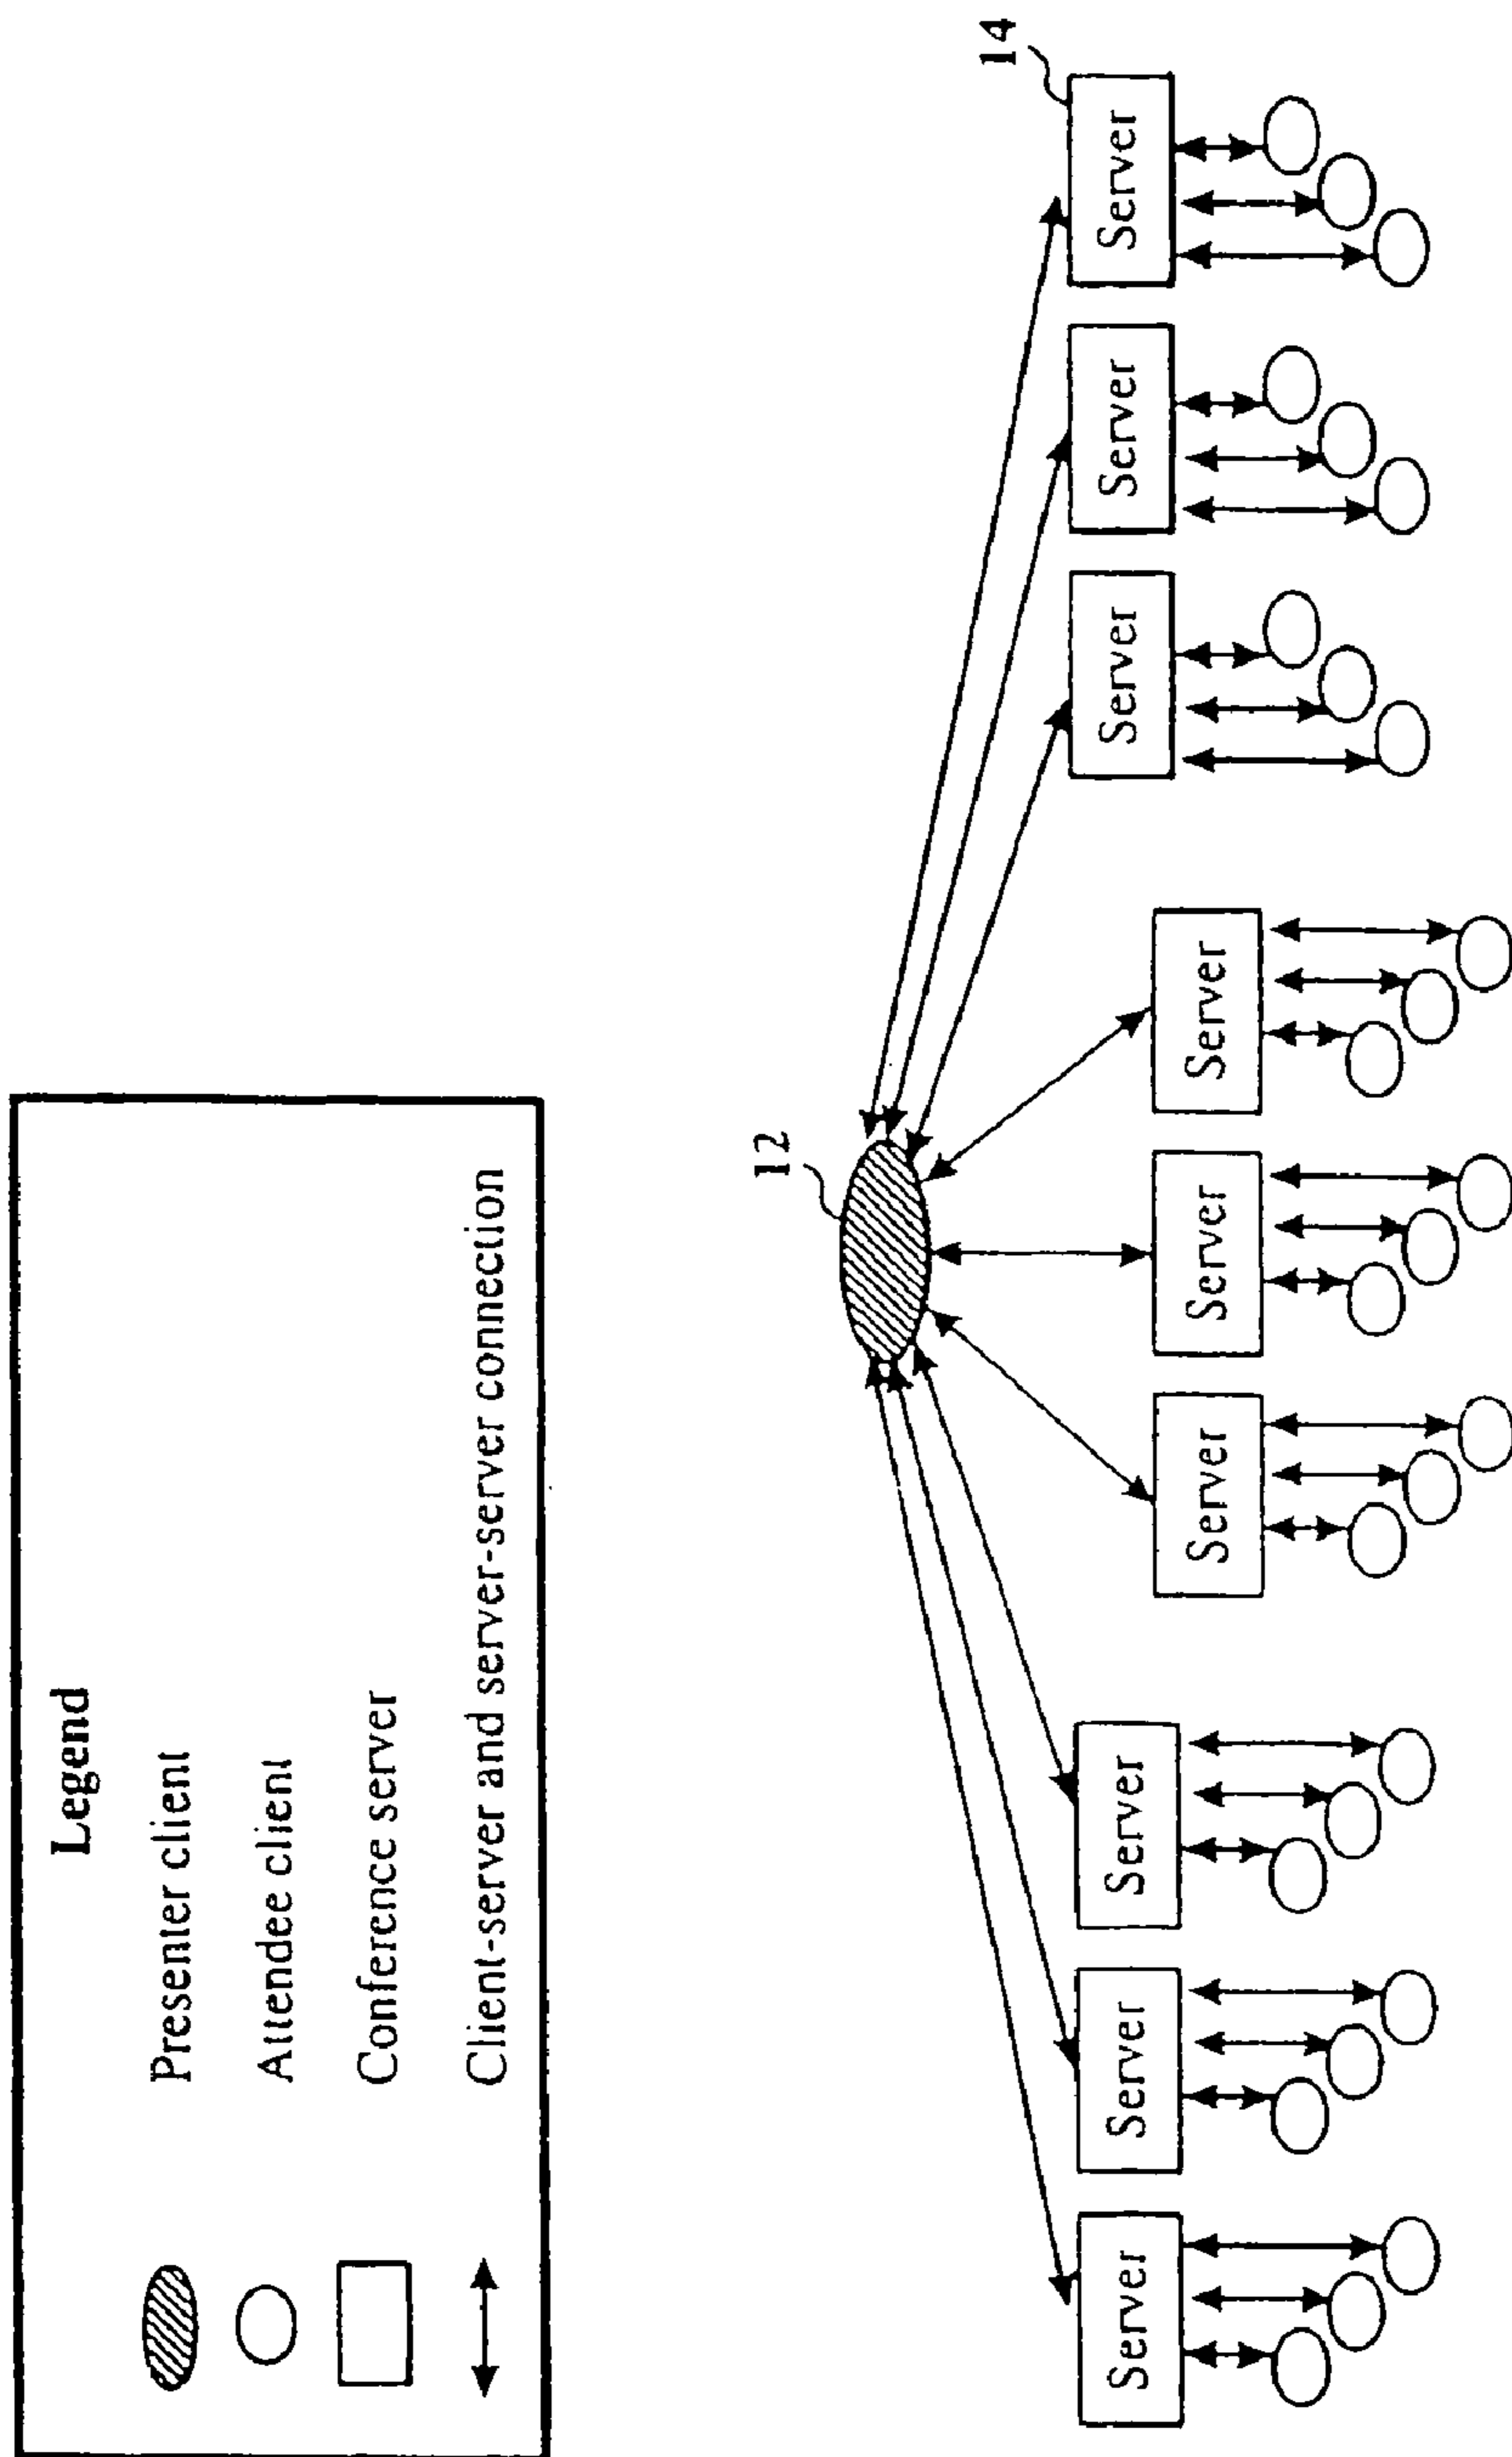 Legend
Presenter client
Attendee client
Conference server
Client-server and server-server connection
12
14
Server
Server
Server
Server
Server
Server
Server
Server
Server